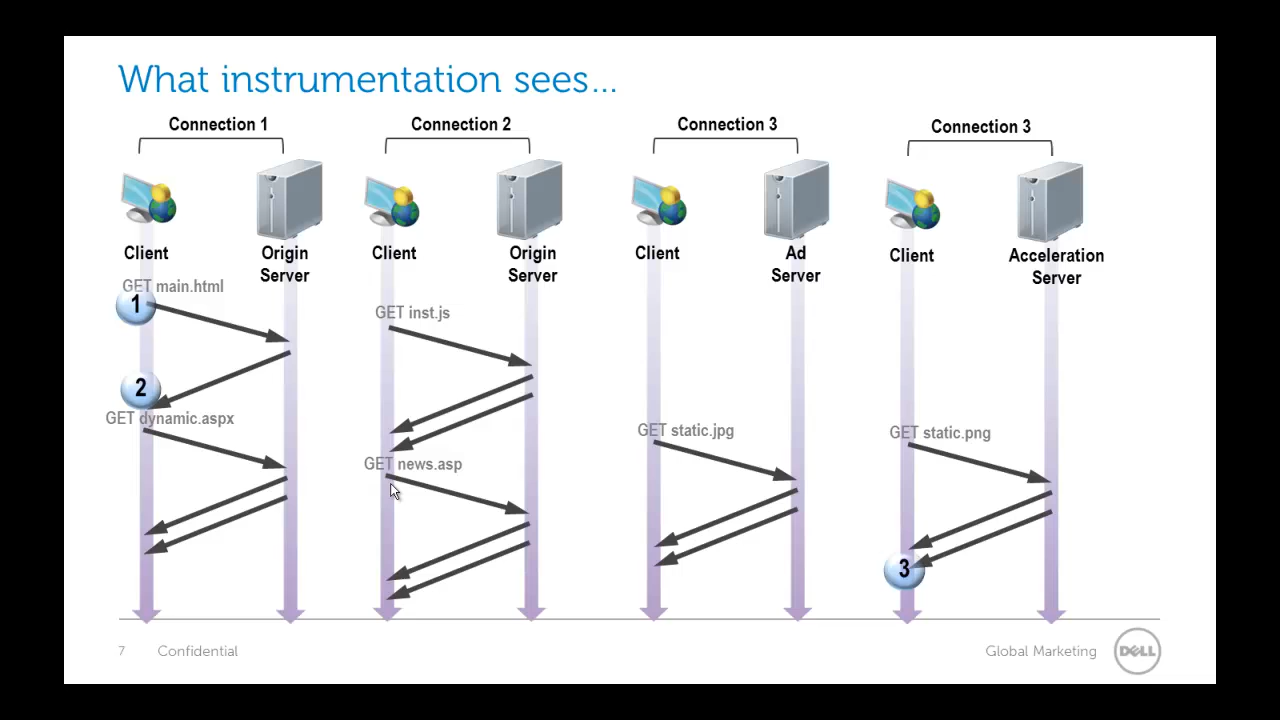 What instrumentation sees...
Connection 1
Connection 2
Connection 3
Connection 3
Client
Origin
Server
Client
Origin
Server
Client
Ad
Server
Client
Acceleration
Server
GET main.html
1
GET inst.js
2
GET dynamic.aspx
GET static.jpg
GET static.png
GET news.asp
3
7
Confidential
Global Marketing
DELL